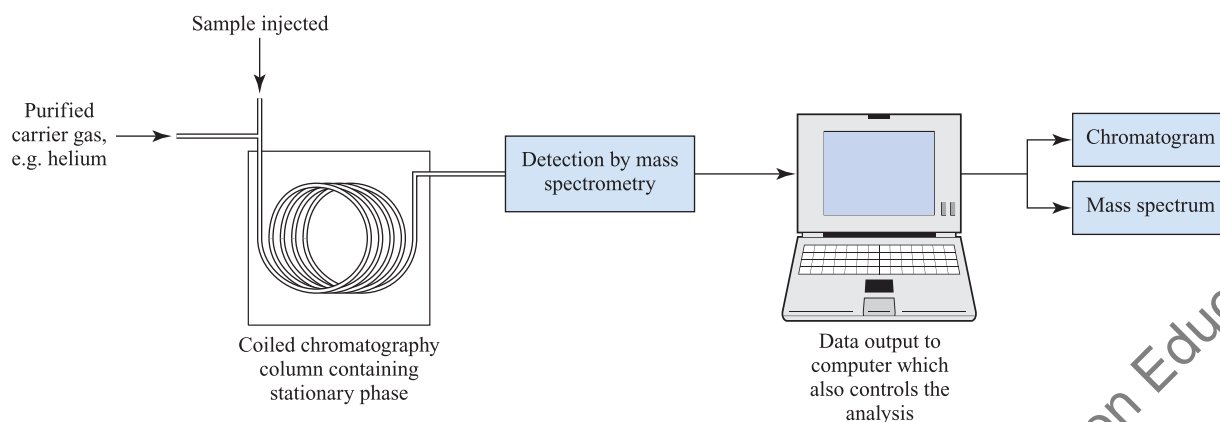 Sample injected
Purified
carrier gas,
e.g. helium
Detection by mass
spectrometry
Chromatogram
Mass spectrum
Coiled chromatography
column containing
stationary phase
Data output to
computer which
also controls the
analysis